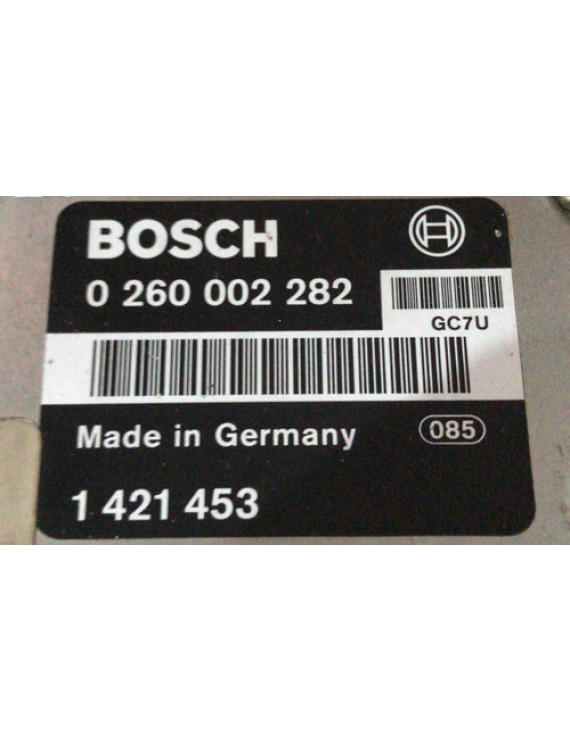 BOSCH
0 260 002 282
GC7U
Made in Germany 085
1 421 453